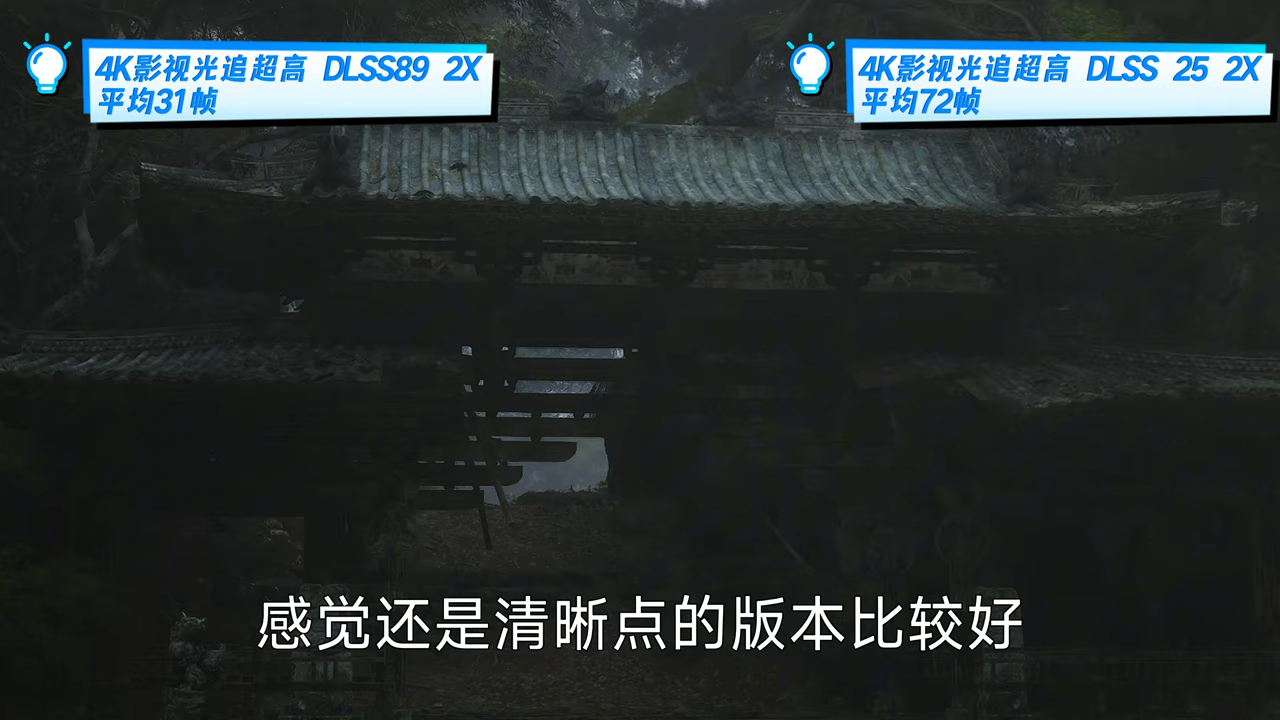 4K影视光追超高 DLSS89 2X
平均31帧
4K影视光追超高 DLSS 25 2X
平均72帧
感觉还是清晰点的版本比较好